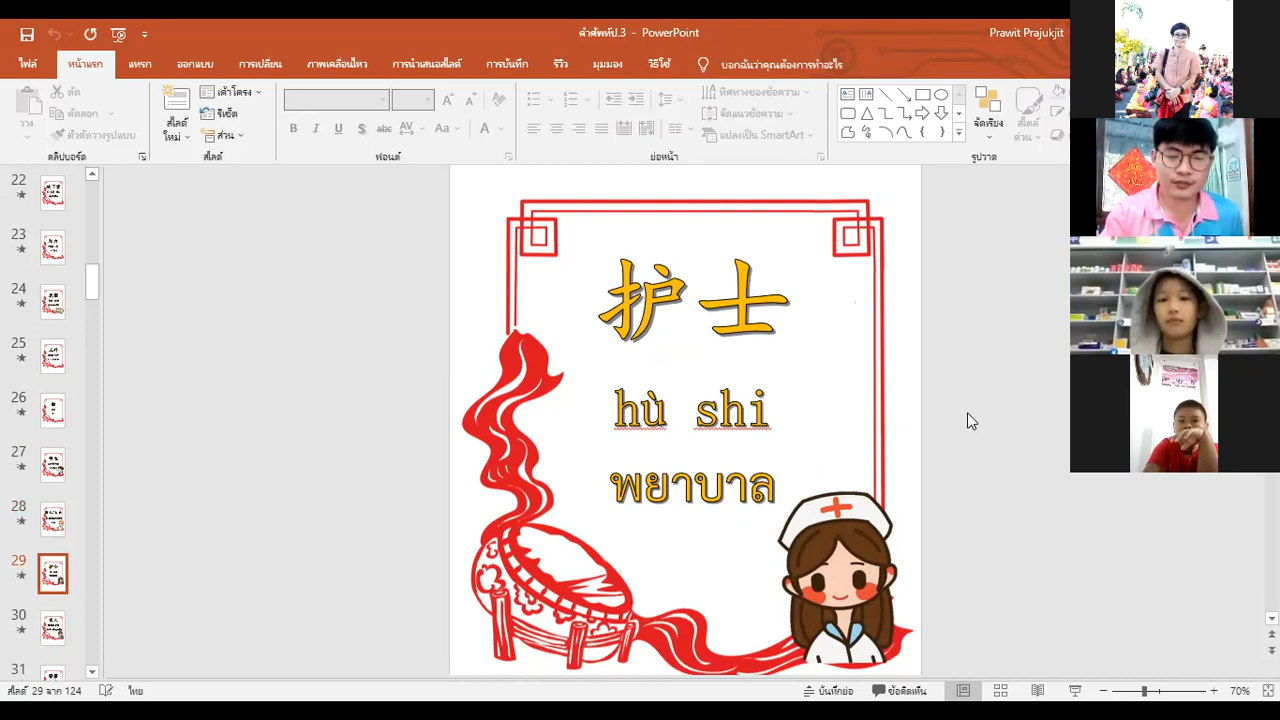 คำศัพท์ป.3 - PowerPoint
Prawit Prajukjit
ไฟล์ หน้าแรก แทรก ออกแบบ การเปลี่ยน ภาพเคลื่อนไหว การนำเสนอสไลด์ การบันทึก รีวิว มุมมอง วิธีใช้ บอกฉันว่าคุณต้องการทำอะไร
วาง
ตัด
คัดลอก
ตัวคัดวางรูปแบบ
คลิปบอร์ด
สไลด์
ใหม่
เค้าโครง
รีเซ็ต
ส่วน
สไลด์
B I U S abc AV Aa A
ฟอนต์
ทิศทางของข้อความ
จัดแนวข้อความ
แปลงเป็น SmartArt
ย่อหน้า
จัดเรียง
สไตล์
ด่วน
รูปวาด
22
23
24
25
26
27
28
29
30
31
护士
hù shi
พยาบาล
สไลด์ 29 จาก 124
ไทย
บันทึกย่อ
ข้อคิดเห็น
70%